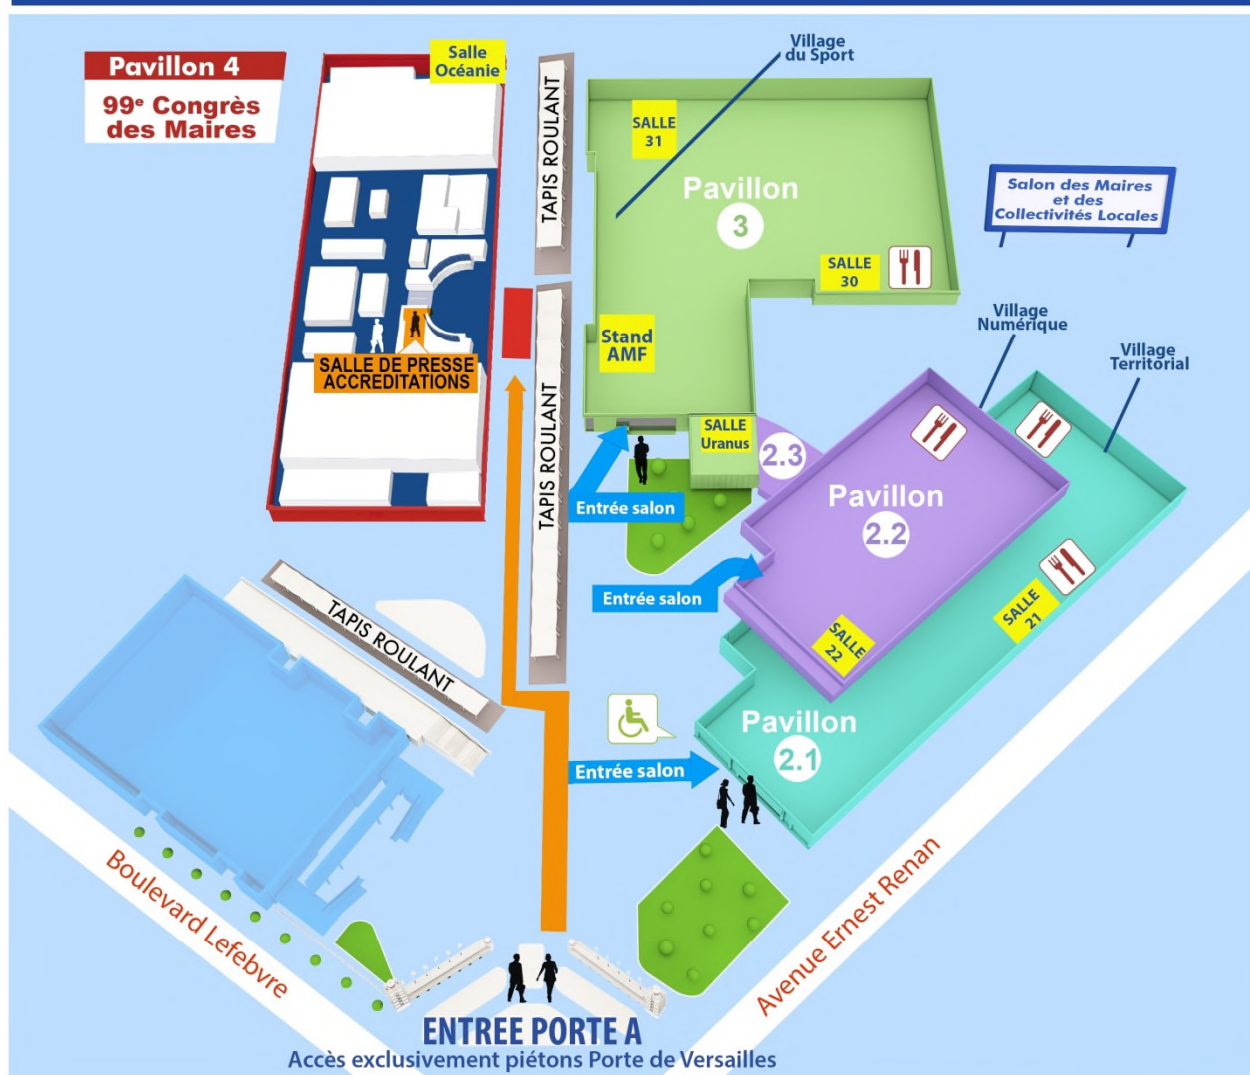 Pavillon 4
99e Congrès
des Maires
Salle
Océanie
TAPIS ROULANT
Village
du Sport
SALLE
31
Pavillon
3
SALLE
30
Salon des Maires
et des
Collectivités Locales
Village
Numérique
Village
Territorial
SALLE DE PRESSE
ACCREDITATIONS
TAPIS ROULANT
Stand
AMF
SALLE
Uranus
2.3
Pavillon
2.2
Entrée salon
Entrée salon
SALLE
22
SALLE
21
TAPIS ROULANT
Pavillon
2.1
Entrée salon
Boulevard Lefebvre
Avenue Ernest Renan
ENTREE PORTE A
Accès exclusivement piétons Porte de Versailles